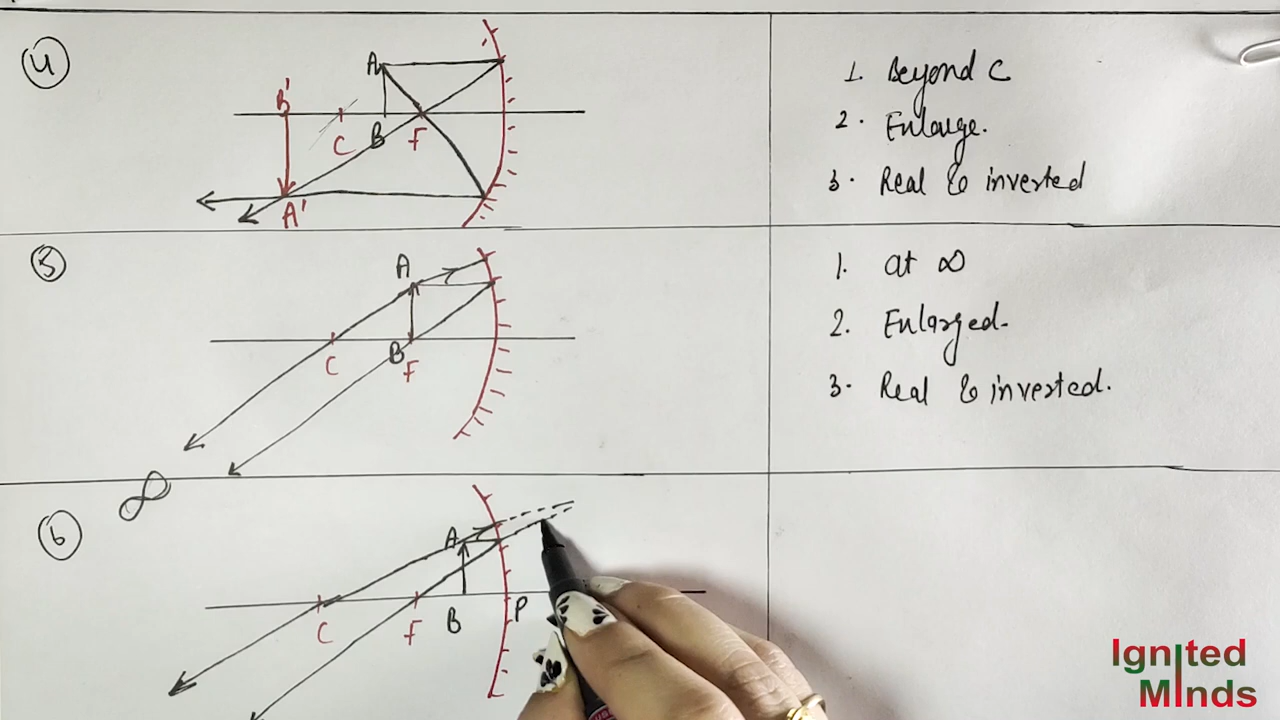 4
A
B'
C
B
F
A'
1. Beyond C
2. Enlarge.
3. Real & inverted
5
A
C
B
F
1. at ∞
2. Enlarged.
3. Real & inverted.
∞
6
A
C
F
B
P
Ignited
Minds